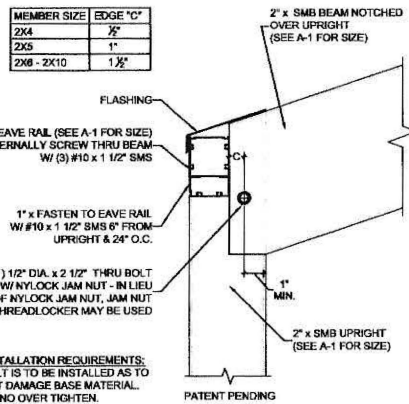 MEMBER SIZE EDGE "C"
2X4 ½"
2X5 1"
2X6 - 2X10 1 ½"
2" x SMB BEAM NOTCHED
OVER UPRIGHT
(SEE A-1 FOR SIZE)
FLASHING
EAVE RAIL (SEE A-1 FOR SIZE)
ERNALLY SCREW THRU BEAM
W/ (3) #10 x 1 1/2" SMS
C
1" x FASTEN TO EAVE RAIL
W/ #10 x 1 1/2" SMS 6" FROM
UPRIGHT & 24" O.C.
) 1/2" DIA. x 2 1/2" THRU BOLT
W/ NYLOCK JAM NUT - IN LIEU
OF NYLOCK JAM NUT, JAM NUT
HREADLOCKER MAY BE USED
1"
MIN.
2" x SMB UPRIGHT
(SEE A-1 FOR SIZE)
TALLATION REQUIREMENTS:
LT IS TO BE INSTALLED AS TO
T DAMAGE BASE MATERIAL.
NO OVER TIGHTEN.
PATENT PENDING